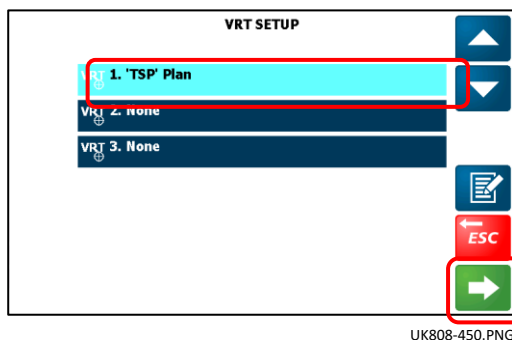 VRT SETUP
VRT 1. 'TSP' Plan
VRT 2. None
VRT 3. None
ESC
UK808-450.PNG